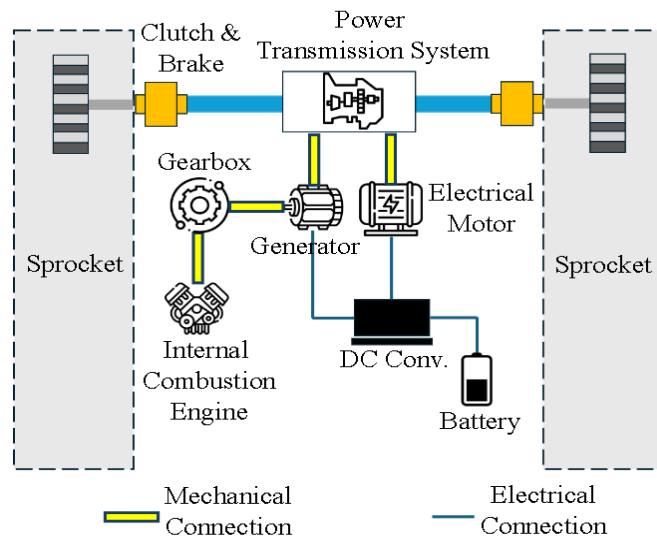 Power
Transmission System
Clutch &
Brake
Gearbox
Generator
Electrical
Motor
Sprocket
Sprocket
Internal
Combustion
Engine
DC Conv.
Battery
Mechanical
Connection
Electrical
Connection